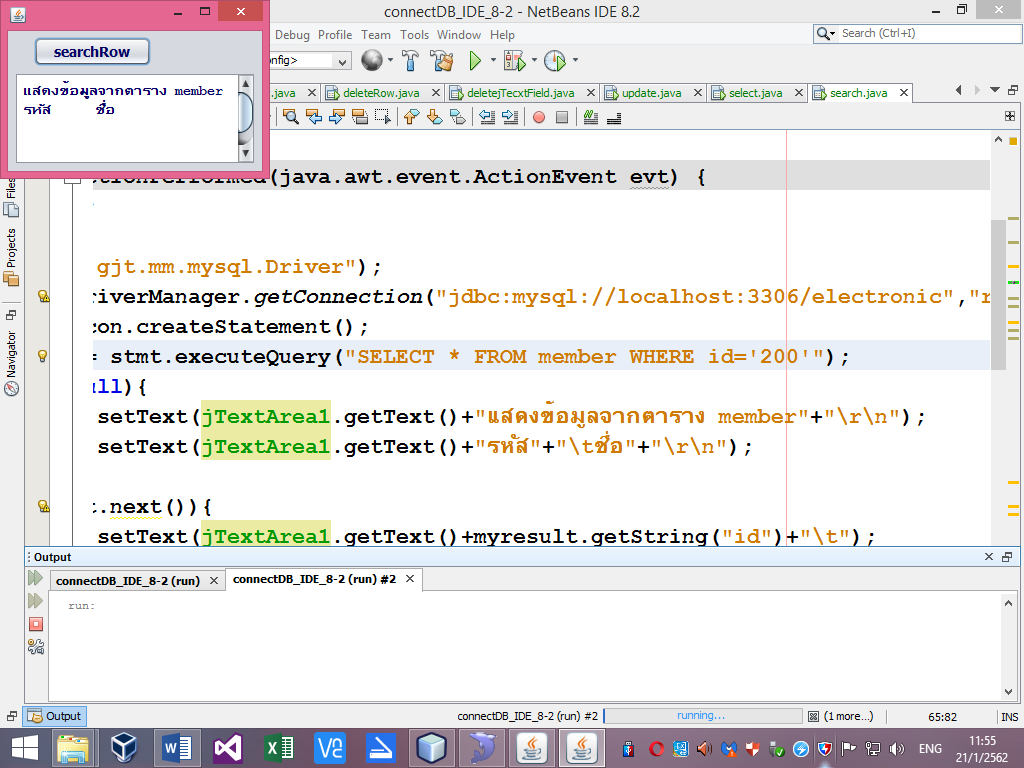 connectDB_IDE_8-2 - NetBeans IDE 8.2
Debug Profile Team Tools Window Help
Search (Ctrl+I)
searchRow
แสดงข้อมูลจากตาราง member
รหัส ชื่อ
.java deleteRow.java deletejTecxtField.java update.java select.java search.java
(java.awt.event.ActionEvent evt) {
gjt.mm.mysql.Driver");
riverManager.getConnection("jdbc:mysql://localhost:3306/electronic","r
con.createStatement();
= stmt.executeQuery("SELECT * FROM member WHERE id='200'");
ull){
setText(jTextArea1.getText()+"แสดงข้อมูลจากตาราง member"+"\r\n");
setText(jTextArea1.getText()+"รหัส"+"\tชื่อ"+"\r\n");
t.next()){
setText(jTextArea1.getText()+myresult.getString("id")+"\t");
Files
Projects
Navigator
Output
connectDB_IDE_8-2 (run) connectDB_IDE_8-2 (run) #2
run:
Output
connectDB_IDE_8-2 (run) #2 running... (1 more...) 65:82 INS
ENG
11:55
21/1/2562